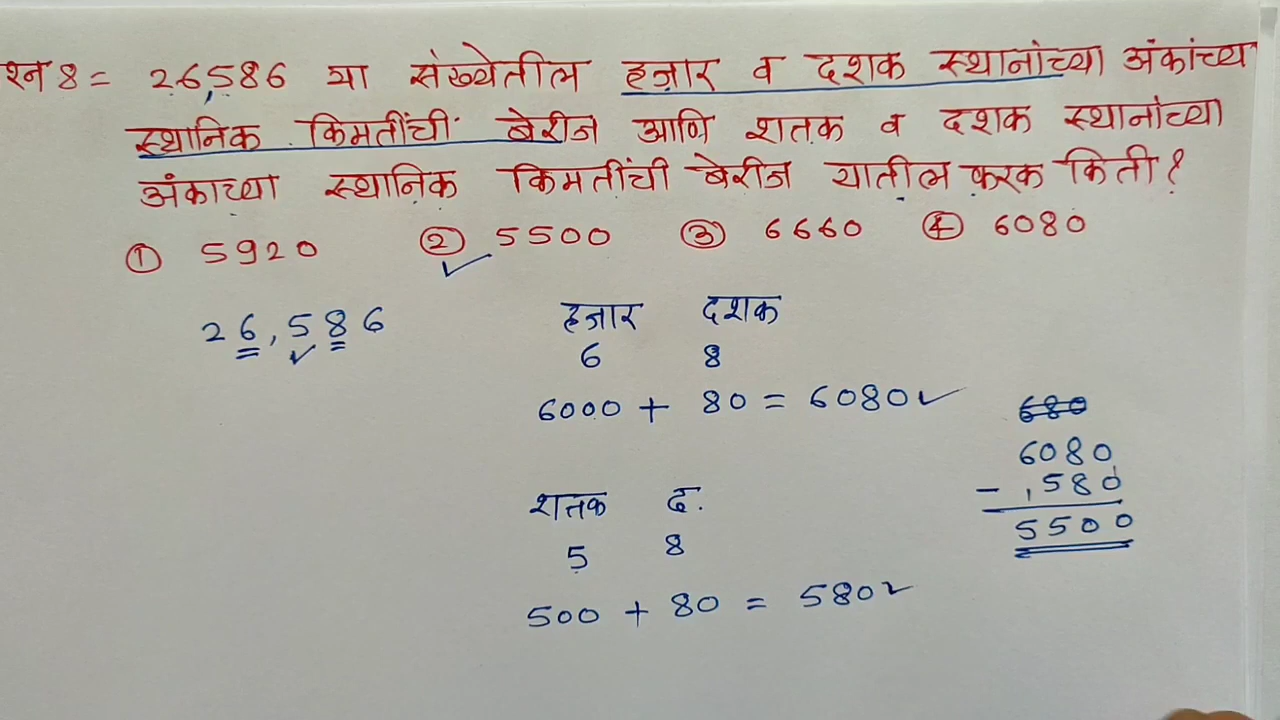 श्न 8 = 26,586 या संख्येतील हजार व दशक स्थानांच्या अंकांच्य
स्थानिक किमतींची बेरीज आणि शतक व दशक स्थानांच्या
अंकाच्या स्थानिक किमतींची बेरीज यातील फरक किती?
① 5920 ② 5500 ③ 6660 ④ 6080
26,586
हजार दशक
6 8
6000 + 80 = 6080
680
6080
- 580
5500
शतक द.
5 8
500 + 80 = 580